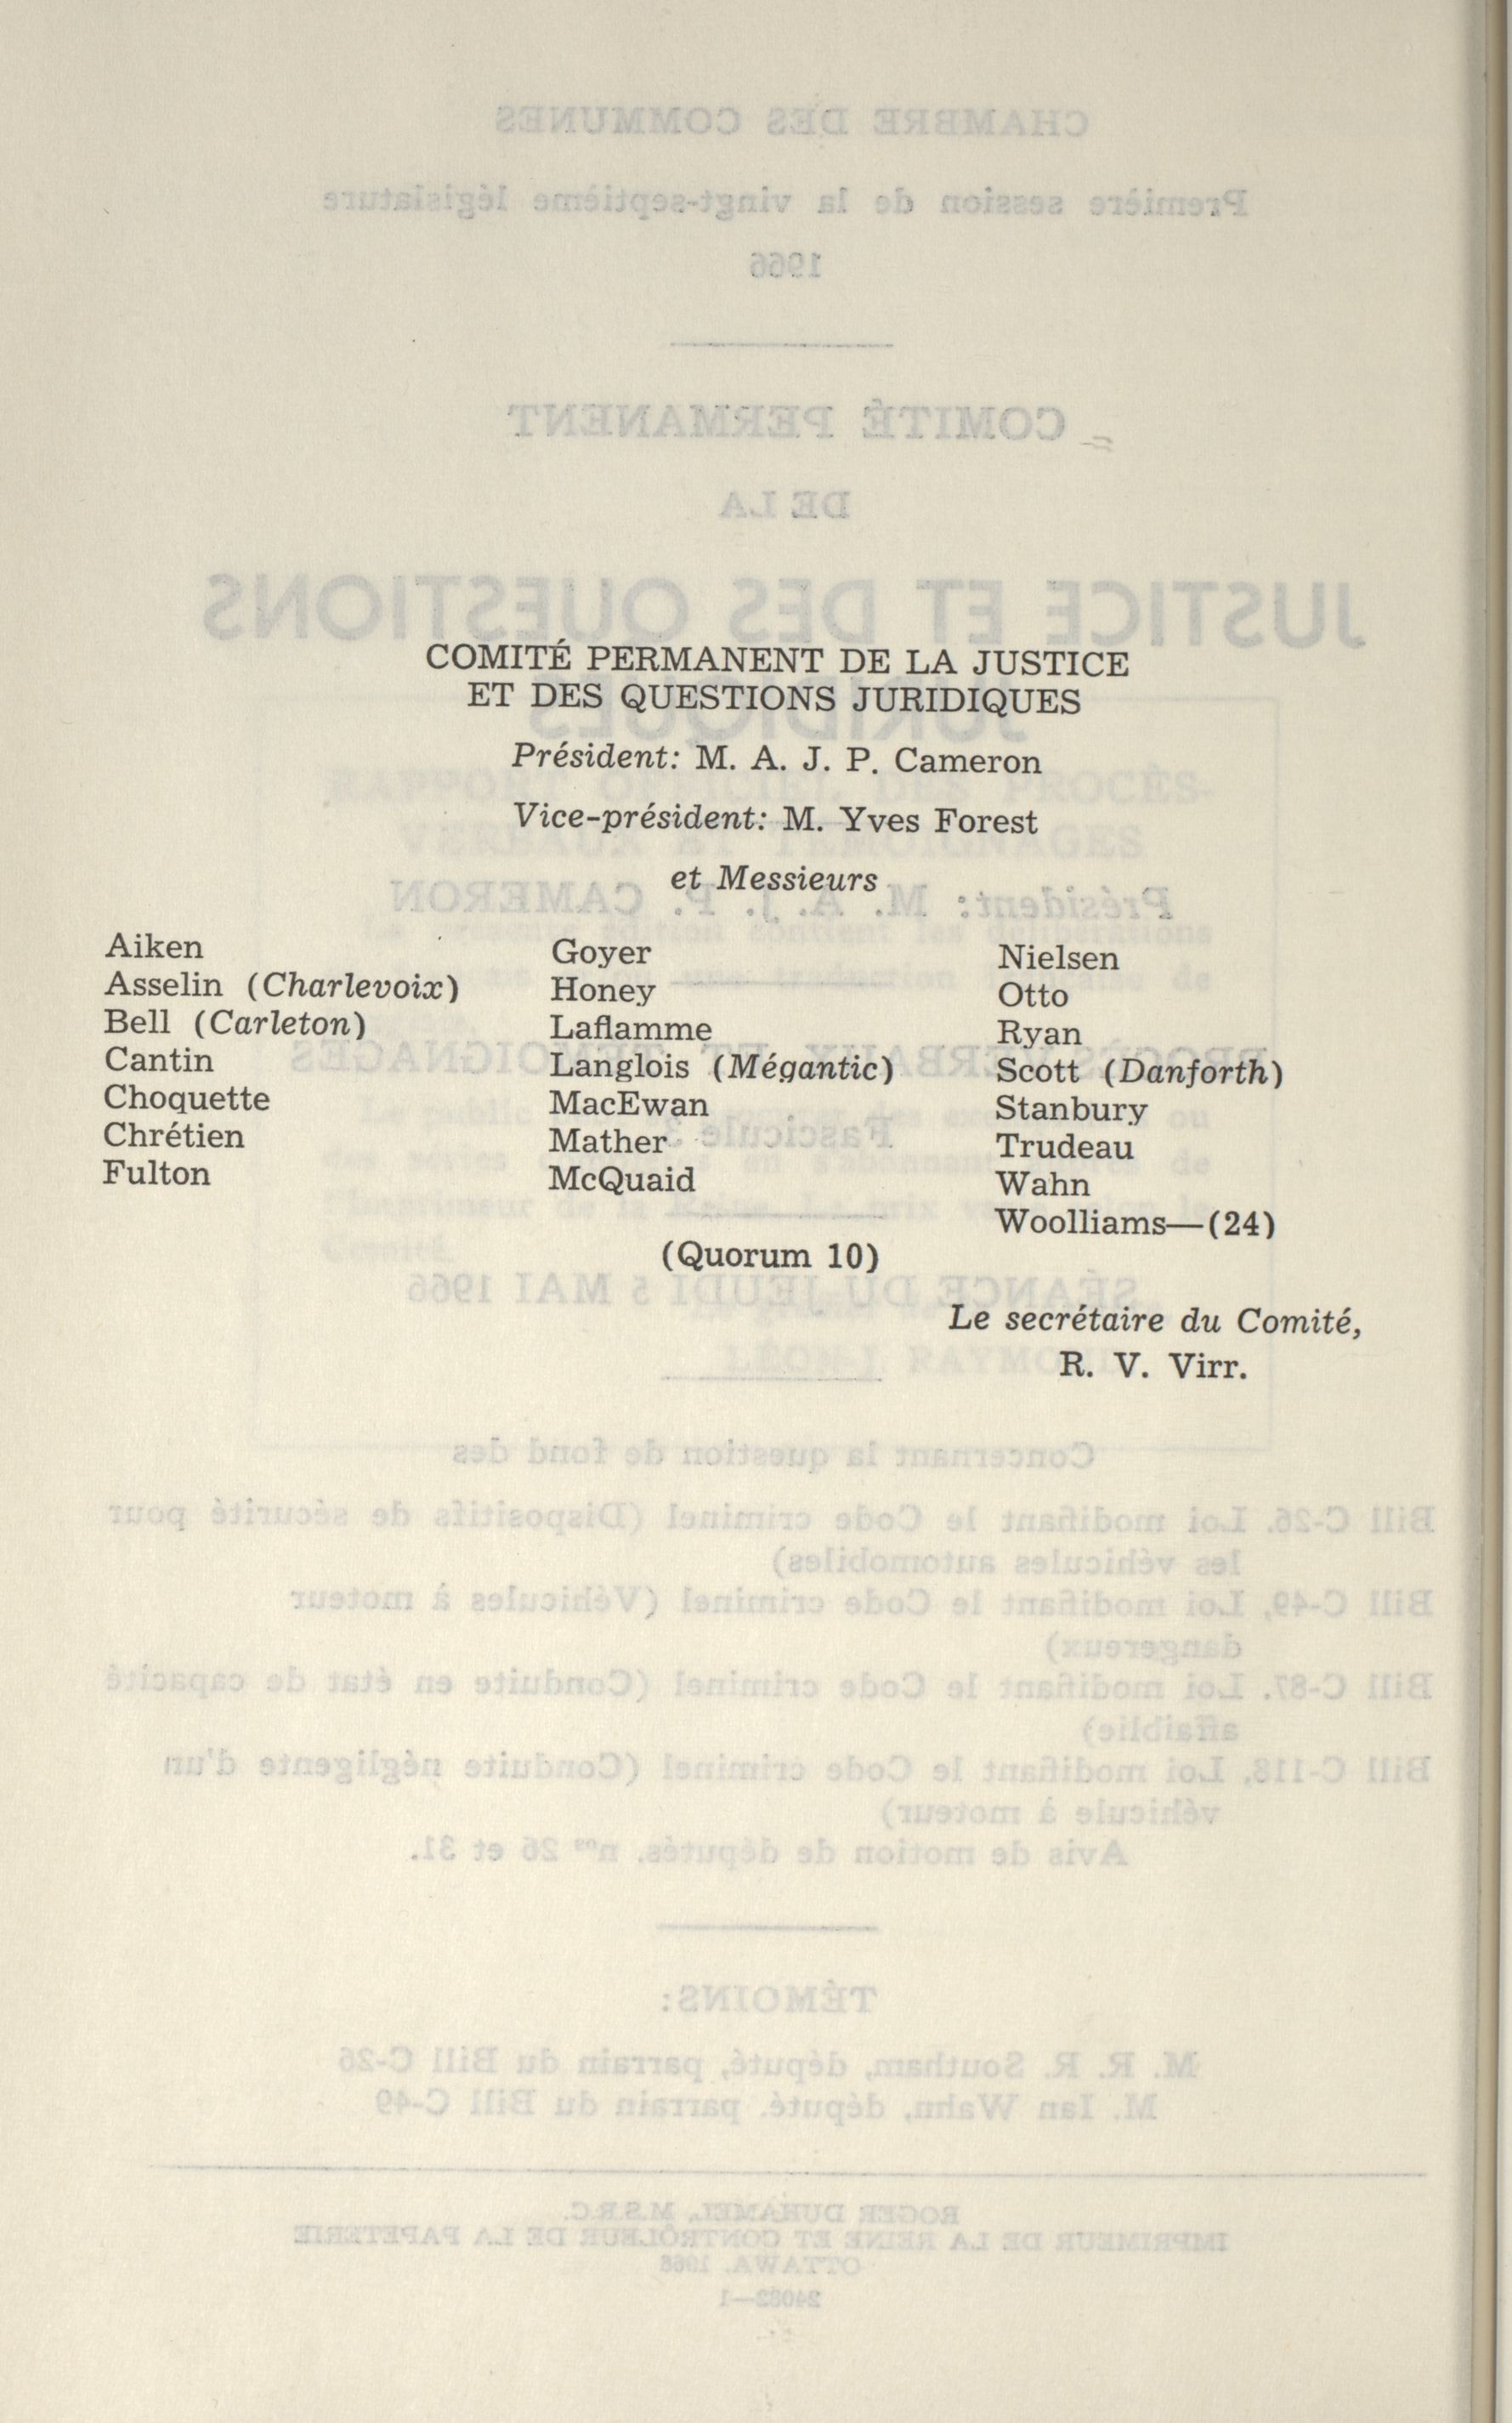 COMITÉ PERMANENT DE LA JUSTICE
ET DES QUESTIONS JURIDIQUES
Président: M. A. J. P. Cameron
Vice-président: M. Yves Forest
et Messieurs
Aiken
Asselin (Charlevoix)
Bell (Carleton)
Cantin
Choquette
Chrétien
Fulton
Goyer
Honey
Laflamme
Langlois (Mégantic)
MacEwan
Mather
McQuaid
Nielsen
Otto
Ryan
Scott (Danforth)
Stanbury
Trudeau
Wahn
Woolliams—(24)
(Quorum 10)
Le secrétaire du Comité,
R. V. Virr.